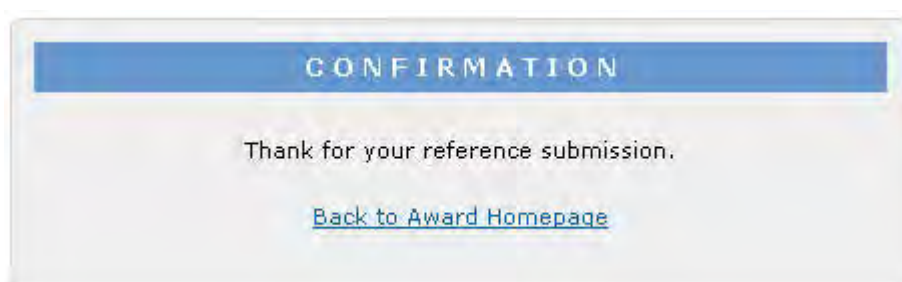 CONFIRMATION
Thank for your reference submission.
Back to Award Homepage